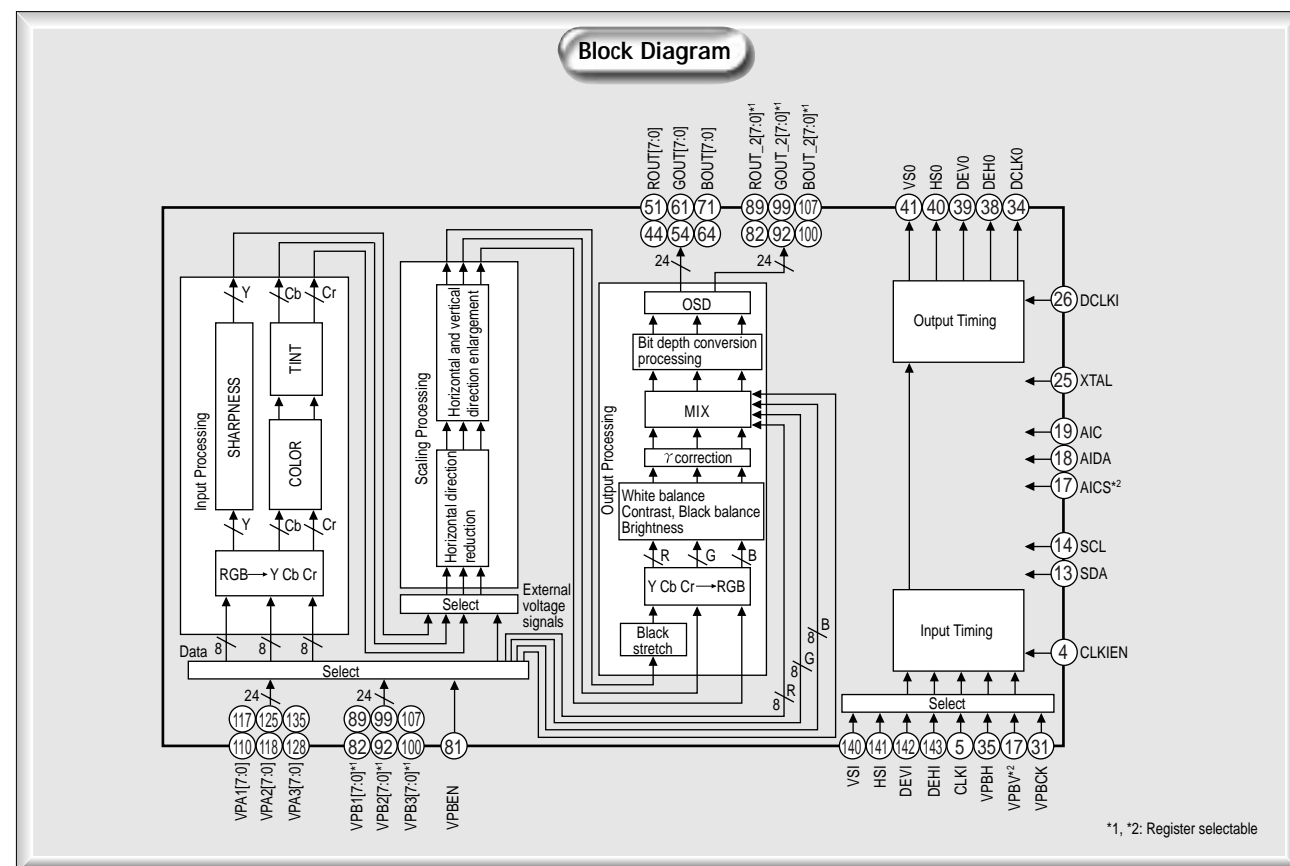 Block Diagram
ROUT[7:0]
GOUT[7:0]
BOUT[7:0]
ROUT_2[7:0]*1
GOUT_2[7:0]*1
BOUT_2[7:0]*1
VS0
HS0
DEV0
DEH0
DCLK0
51 61 71 89 99 107
44 54 64 82 92 100
41 40 39 38 34
24 24
Input Processing
Y Cb Cr
SHARPNESS
TINT
COLOR
Y Cb Cr
RGB→Y Cb Cr
8 8 8
Data
Select
24 24
Scaling Processing
Horizontal and vertical
direction enlargement
Horizontal direction
reduction
Select
External
voltage
signals
Output Processing
OSD
Bit depth conversion
processing
MIX
γ correction
White balance
Contrast, Black balance
Brightness
R G B
Y Cb Cr→RGB
Black
stretch
8 R
8 G
8 B
Output Timing
26 DCLKI
25 XTAL
19 AIC
18 AIDA
17 AICS*2
14 SCL
13 SDA
Input Timing
4 CLKIEN
Select
117 125 135 89 99 107
110 118 128 82 92 100 81
VPA1[7:0]
VPA2[7:0]
VPA3[7:0]
VPB1[7:0]*1
VPB2[7:0]*1
VPB3[7:0]*1
VPBEN
140 141 142 143 5 35 17 31
VSI
HSI
DEVI
DEHI
CLKI
VPBH
VPBV*2
VPBCK
*1, *2: Register selectable